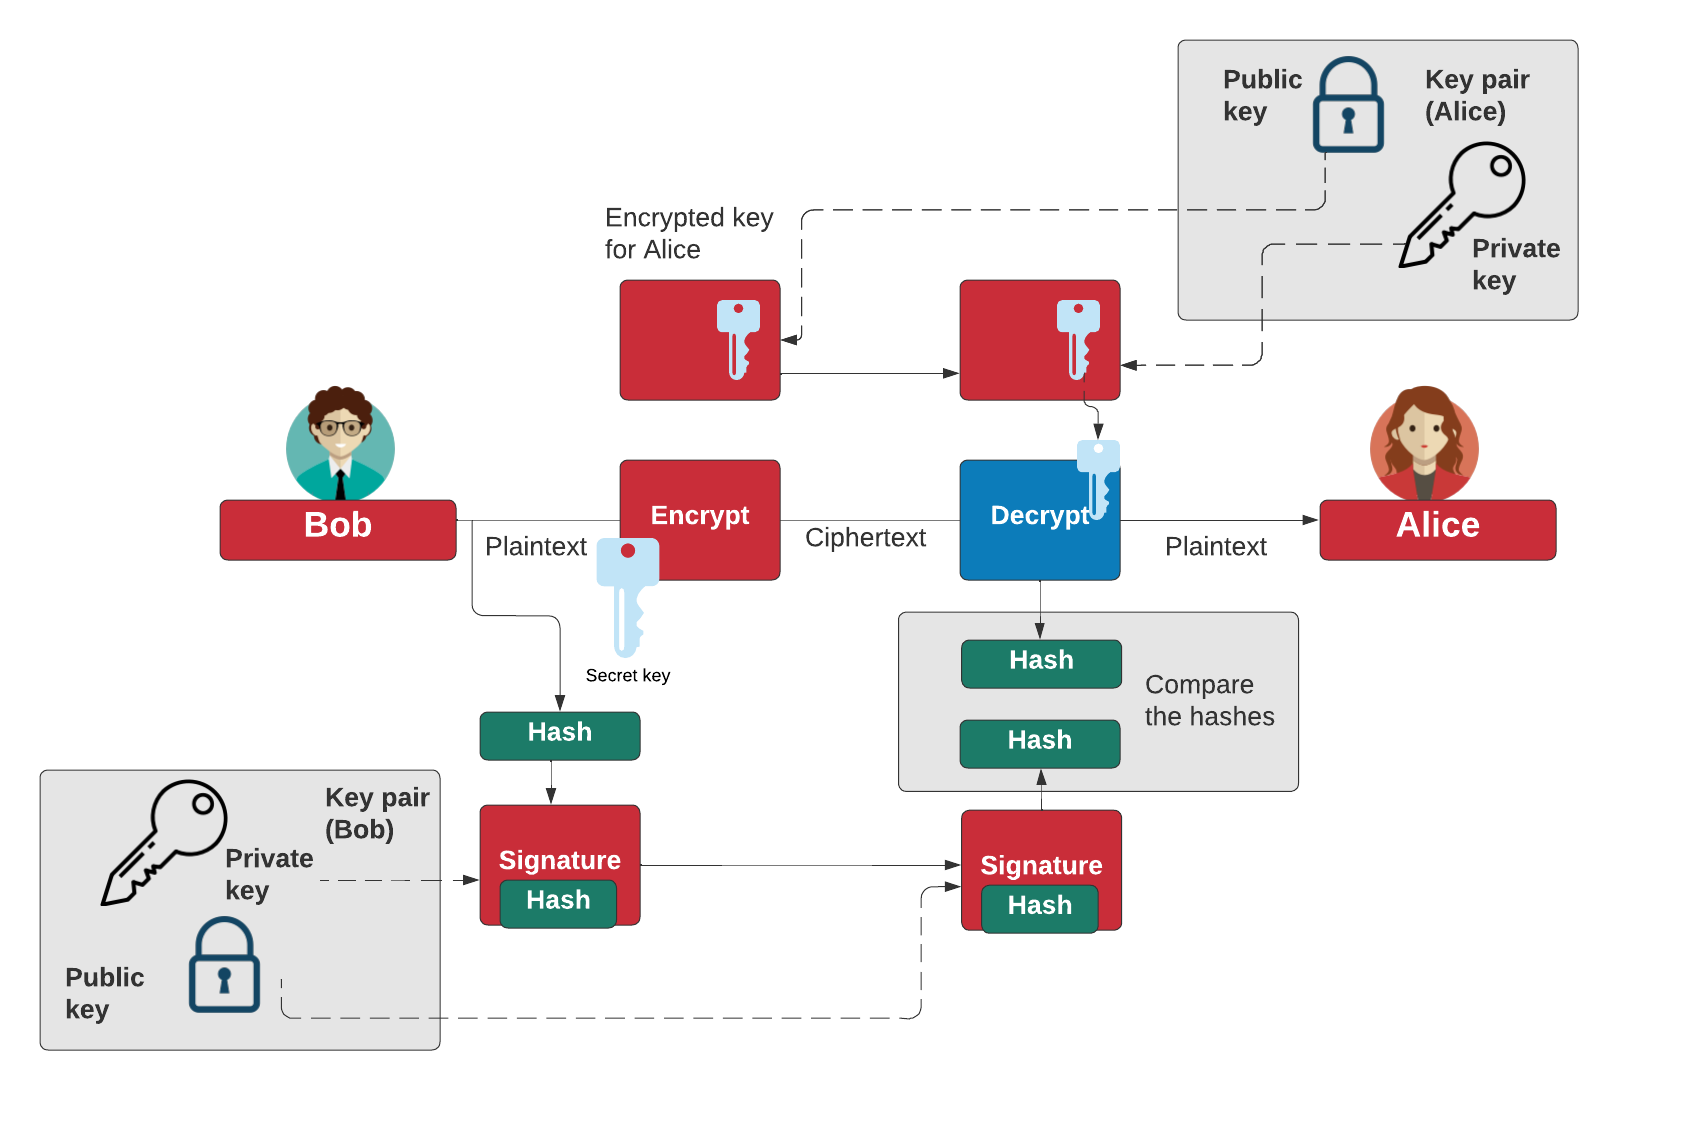 Public
key
Key pair
(Alice)
Private
key
Encrypted key
for Alice
Bob
Plaintext
Encrypt
Ciphertext
Decrypt
Plaintext
Alice
Secret key
Hash
Hash
Hash
Compare
the hashes
Key pair
(Bob)
Private
key
Public
key
Signature
Hash
Signature
Hash